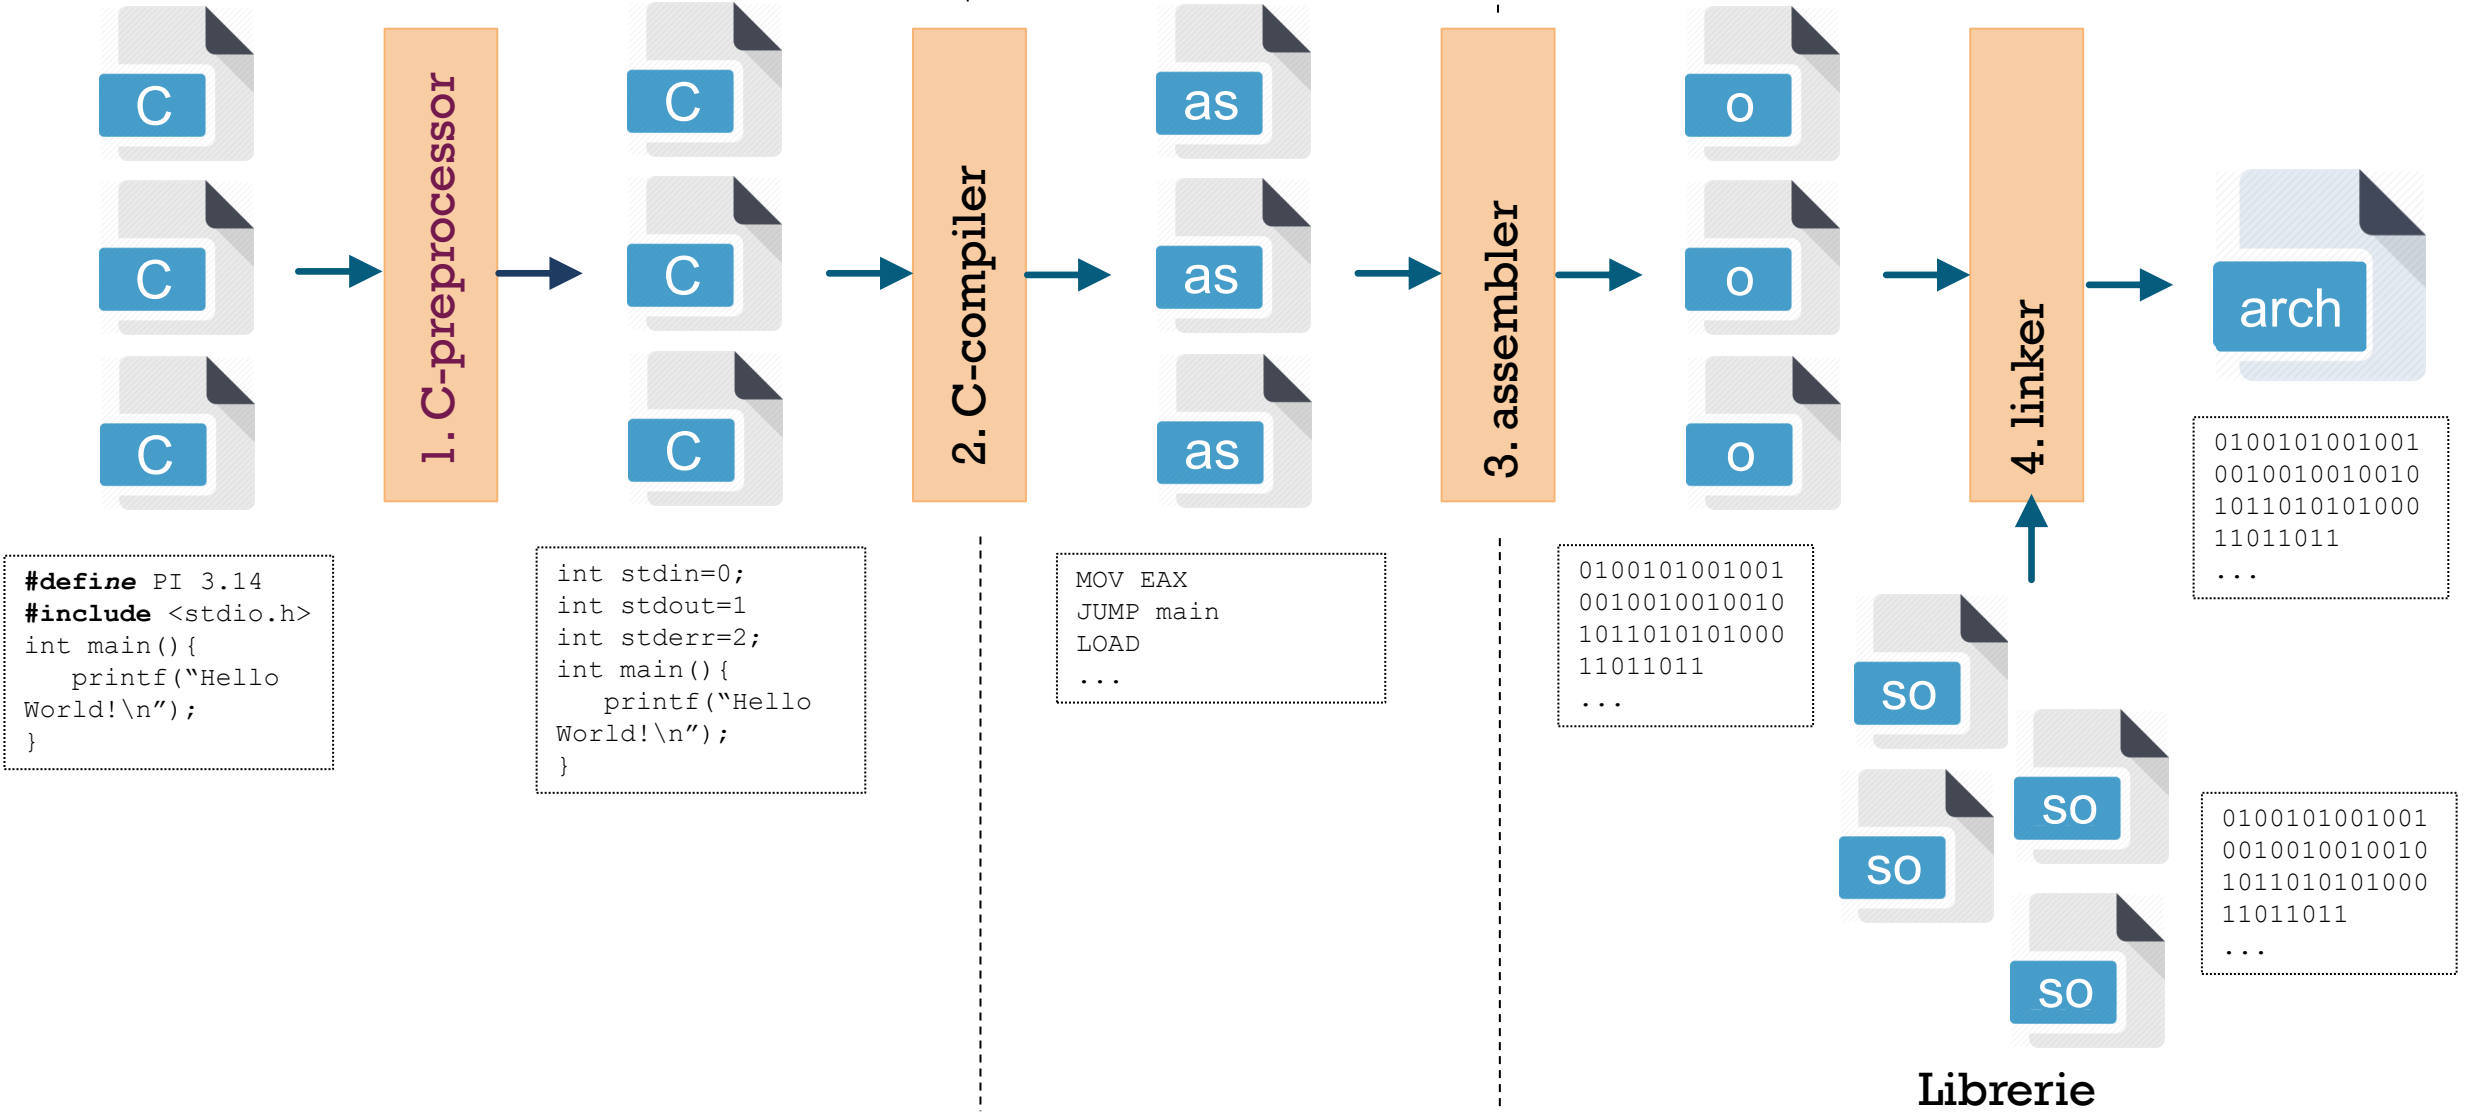 C
C
C
1. C-preprocessor
C
C
C
2. C-compiler
as
as
as
3. assembler
o
o
o
4. linker
arch
#define PI 3.14
#include <stdio.h>
int main(){
printf(“Hello
World!\n”);
}
int stdin=0;
int stdout=1
int stderr=2;
int main(){
printf(“Hello
World!\n”);
}
MOV EAX
JUMP main
LOAD
...
0100101001001
0010010010010
1011010101000
11011011
...
0100101001001
0010010010010
1011010101000
11011011
...
so
so
so
so
0100101001001
0010010010010
1011010101000
11011011
...
Librerie